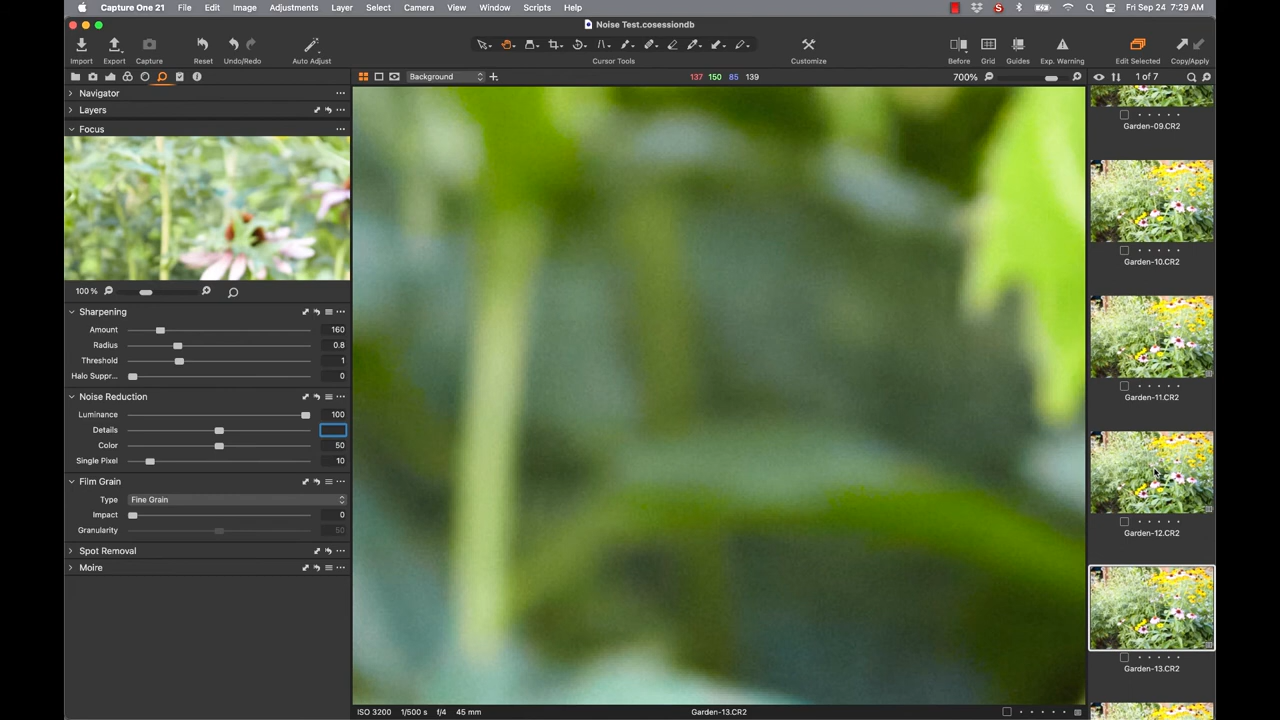 Capture One 21 File Edit Image Adjustments Layer Select Camera View Window Scripts Help Fri Sep 24 7:29 AM
Noise Test.cosessiondb
Import Export Capture Reset Undo/Redo Auto Adjust Cursor Tools Customize Before Grid Guides Exp. Warning Edit Selected Copy/Apply
Background 137 150 85 139 700% 1 of 7
Navigator
Layers
Focus
100 %
Sharpening
Amount 160
Radius 0.8
Threshold 1
Halo Suppr... 0
Noise Reduction
Luminance 100
Details
Color 50
Single Pixel 10
Film Grain
Type Fine Grain
Impact 0
Granularity 50
Spot Removal
Moire
Garden-09.CR2
Garden-10.CR2
Garden-11.CR2
Garden-12.CR2
Garden-13.CR2
ISO 3200 1/500 s f/4 45 mm Garden-13.CR2